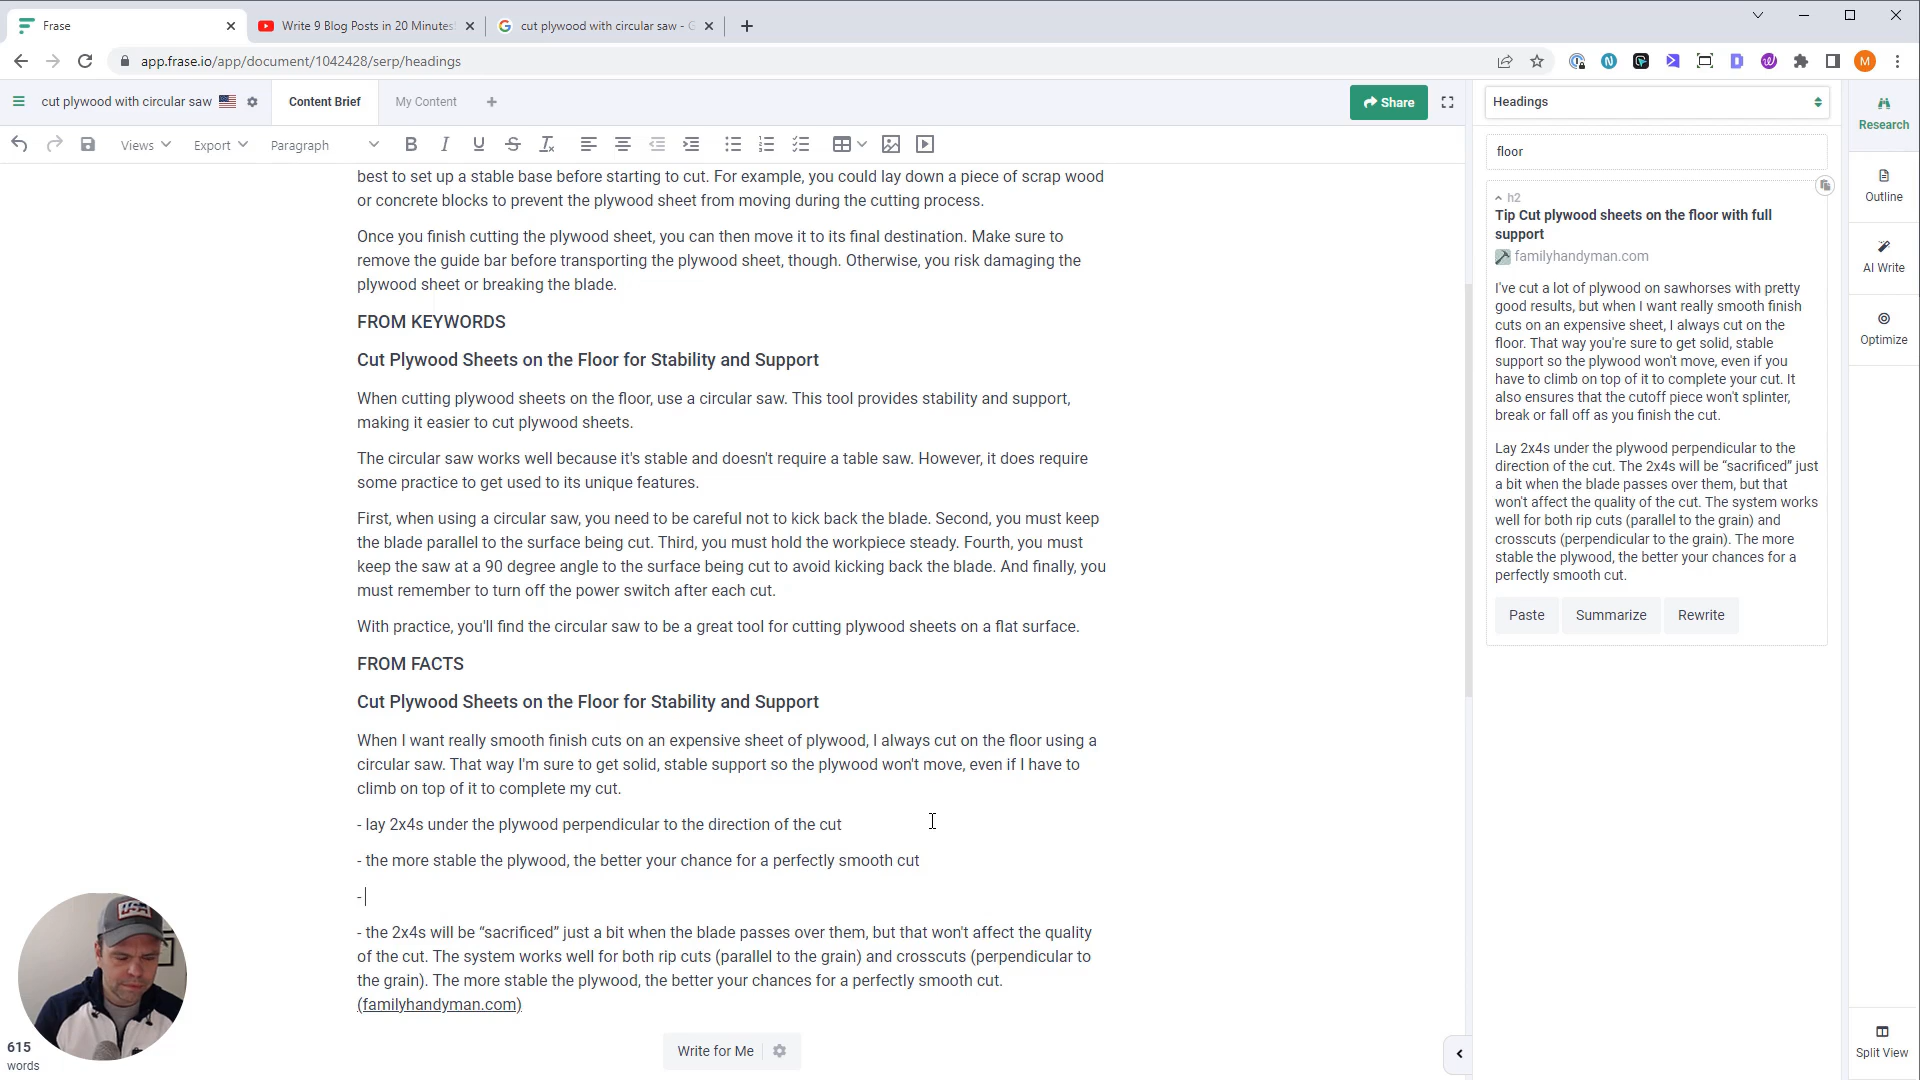 Frase
Write 9 Blog Posts in 20 Minutes
cut plywood with circular saw - G
app.frase.io/app/document/1042428/serp/headings
M
cut plywood with circular saw
Content Brief
My Content
Share
Headings
Research
Views
Export
Paragraph
B
I
U
S
floor
best to set up a stable base before starting to cut. For example, you could lay down a piece of scrap wood
or concrete blocks to prevent the plywood sheet from moving during the cutting process.
Once you finish cutting the plywood sheet, you can then move it to its final destination. Make sure to
remove the guide bar before transporting the plywood sheet, though. Otherwise, you risk damaging the
plywood sheet or breaking the blade.
FROM KEYWORDS
Cut Plywood Sheets on the Floor for Stability and Support
When cutting plywood sheets on the floor, use a circular saw. This tool provides stability and support,
making it easier to cut plywood sheets.
The circular saw works well because it's stable and doesn't require a table saw. However, it does require
some practice to get used to its unique features.
First, when using a circular saw, you need to be careful not to kick back the blade. Second, you must keep
the blade parallel to the surface being cut. Third, you must hold the workpiece steady. Fourth, you must
keep the saw at a 90 degree angle to the surface being cut to avoid kicking back the blade. And finally, you
must remember to turn off the power switch after each cut.
With practice, you'll find the circular saw to be a great tool for cutting plywood sheets on a flat surface.
FROM FACTS
Cut Plywood Sheets on the Floor for Stability and Support
When I want really smooth finish cuts on an expensive sheet of plywood, I always cut on the floor using a
circular saw. That way I'm sure to get solid, stable support so the plywood won't move, even if I have to
climb on top of it to complete my cut.
- lay 2x4s under the plywood perpendicular to the direction of the cut
- the more stable the plywood, the better your chance for a perfectly smooth cut
-
- the 2x4s will be “sacrificed” just a bit when the blade passes over them, but that won't affect the quality
of the cut. The system works well for both rip cuts (parallel to the grain) and crosscuts (perpendicular to
the grain). The more stable the plywood, the better your chances for a perfectly smooth cut.
(familyhandyman.com)
Write for Me
615
words
h2
Tip Cut plywood sheets on the floor with full
support
familyhandyman.com
I've cut a lot of plywood on sawhorses with pretty
good results, but when I want really smooth finish
cuts on an expensive sheet, I always cut on the
floor. That way you're sure to get solid, stable
support so the plywood won't move, even if you
have to climb on top of it to complete your cut. It
also ensures that the cutoff piece won't splinter,
break or fall off as you finish the cut.
Lay 2x4s under the plywood perpendicular to the
direction of the cut. The 2x4s will be “sacrificed” just
a bit when the blade passes over them, but that
won't affect the quality of the cut. The system works
well for both rip cuts (parallel to the grain) and
crosscuts (perpendicular to the grain). The more
stable the plywood, the better your chances for a
perfectly smooth cut.
Paste
Summarize
Rewrite
Outline
AI Write
Optimize
Split View